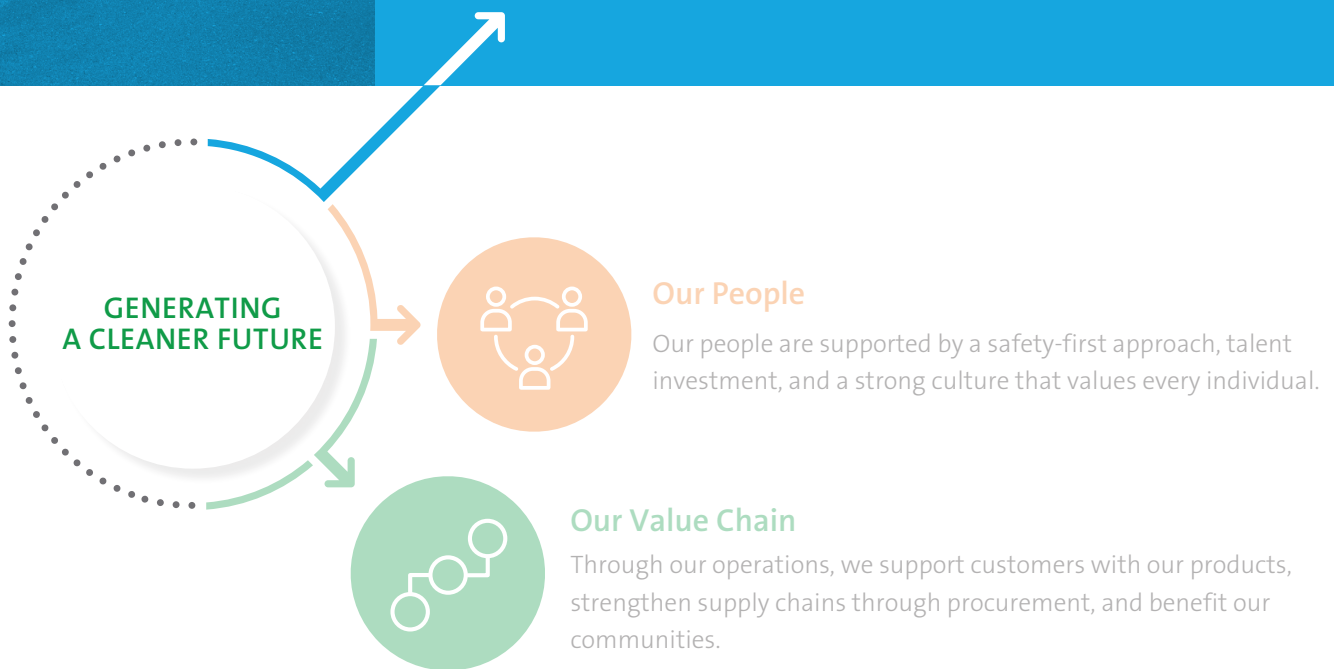 GENERATING
A CLEANER FUTURE
Our People
Our people are supported by a safety-first approach, talent
investment, and a strong culture that values every individual.
Our Value Chain
Through our operations, we support customers with our products,
strengthen supply chains through procurement, and benefit our
communities.